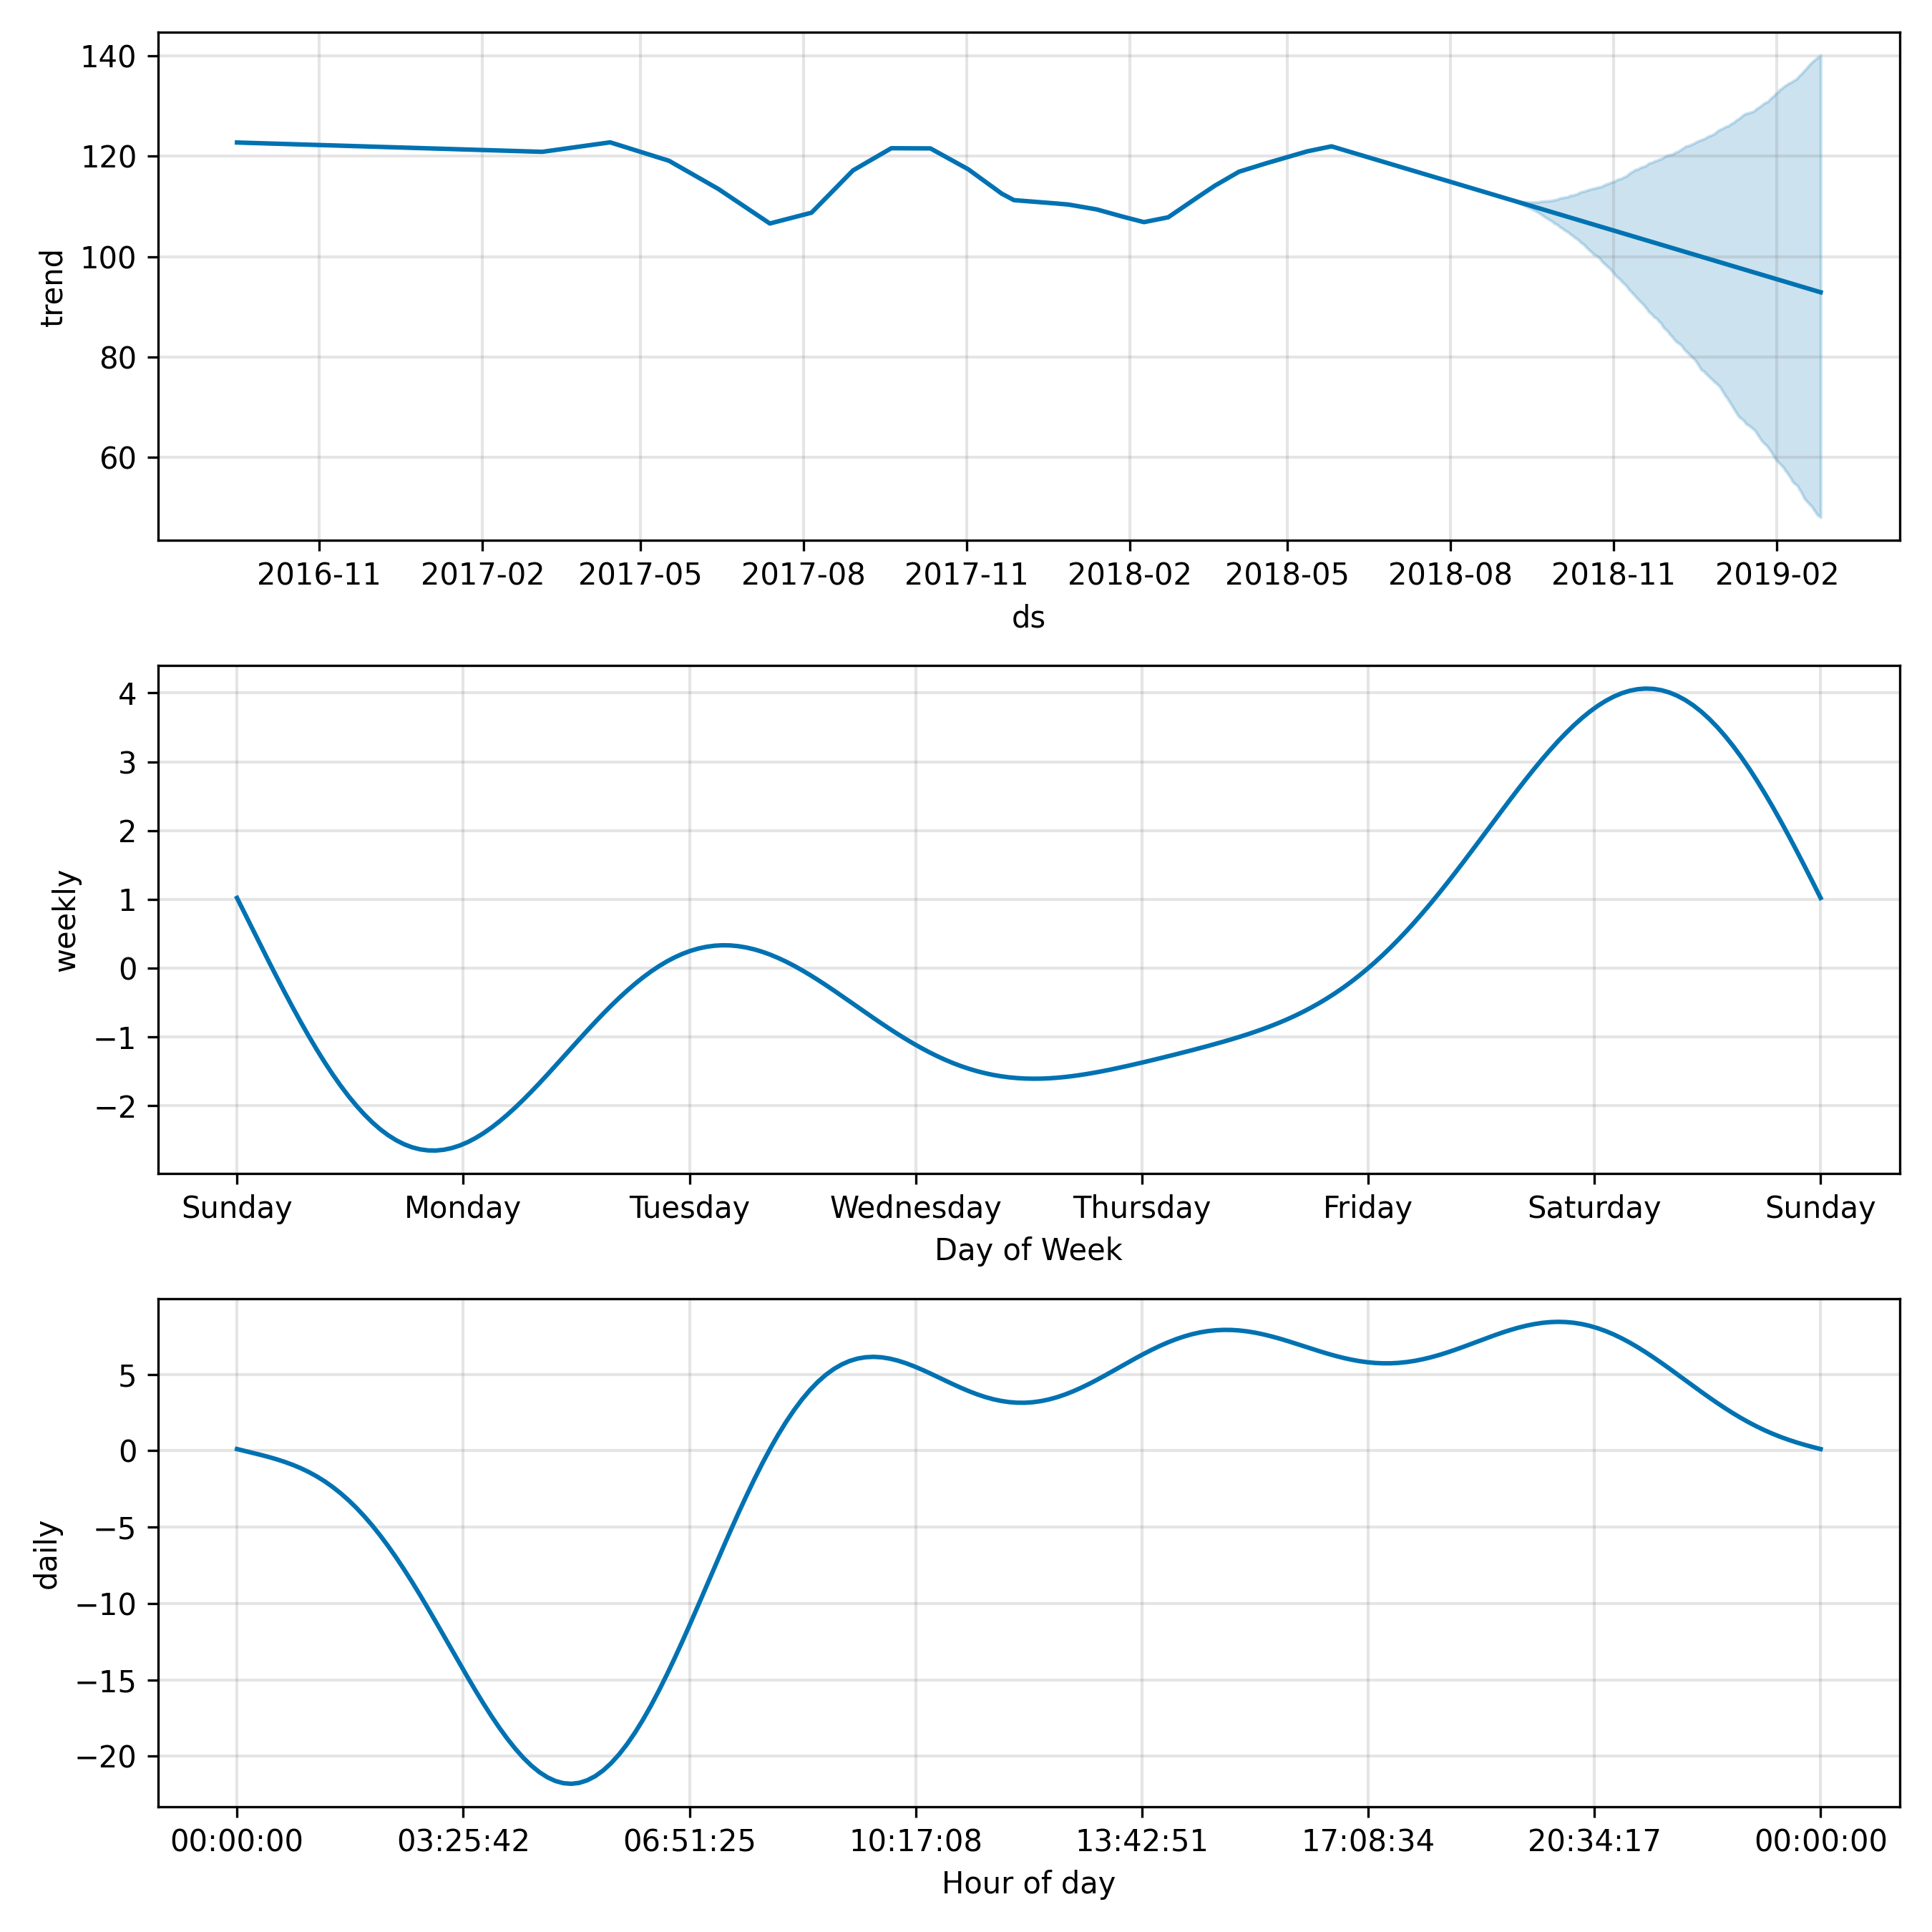 140
120
100
80
60
trend
2016-11 2017-02 2017-05 2017-08 2017-11 2018-02 2018-05 2018-08 2018-11 2019-02
ds
4
3
2
1
0
−1
−2
weekly
Sunday Monday Tuesday Wednesday Thursday Friday Saturday Sunday
Day of Week
5
0
−5
−10
−15
−20
daily
00:00:00 03:25:42 06:51:25 10:17:08 13:42:51 17:08:34 20:34:17 00:00:00
Hour of day